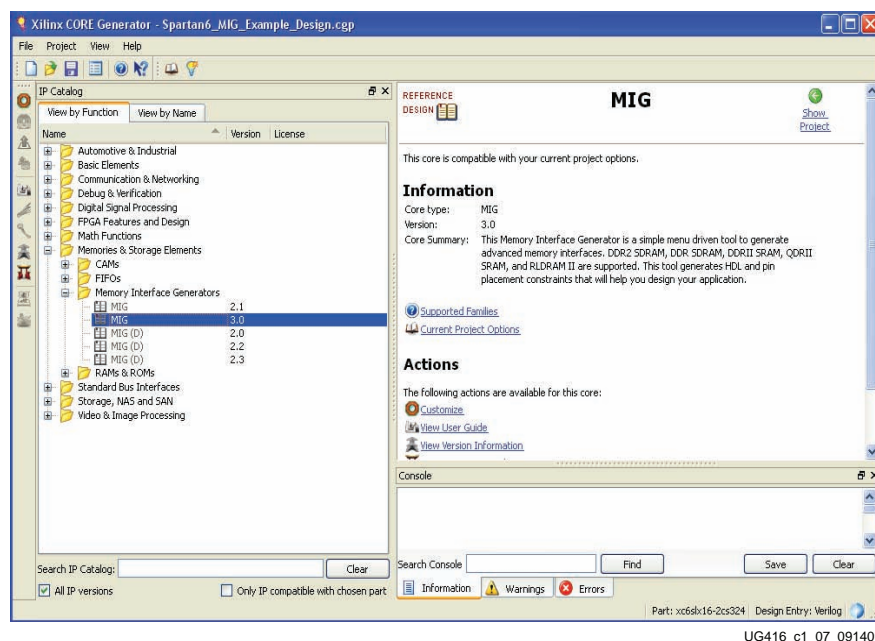 Xilinx CORE Generator - Spartan6_MIG_Example_Design.cgp
File Project View Help
IP Catalog
View by Function View by Name
Name Version License
Automotive & Industrial
Basic Elements
Communication & Networking
Debug & Verification
Digital Signal Processing
FPGA Features and Design
Math Functions
Memories & Storage Elements
CAMs
FIFOs
Memory Interface Generators
MIG 2.1
MIG 3.0
MIG (D) 2.0
MIG (D) 2.2
MIG (D) 2.3
RAMs & ROMs
Standard Bus Interfaces
Storage, NAS and SAN
Video & Image Processing
Search IP Catalog: Clear
All IP versions Only IP compatible with chosen part
REFERENCE
DESIGN
MIG
Show
Project
This core is compatible with your current project options.
Information
Core type: MIG
Version: 3.0
Core Summary: This Memory Interface Generator is a simple menu driven tool to generate
advanced memory interfaces. DDR2 SDRAM, DDR SDRAM, DDRII SRAM, QDRII
SRAM, and RLDRAM II are supported. This tool generates HDL and pin
placement constraints that will help you design your application.
Supported Families
Current Project Options
Actions
The following actions are available for this core:
Customize
View User Guide
View Version Information
Console
Search Console Find Save Clear
Information Warnings Errors
Part: xc6slx16-2cs324 Design Entry: Verilog
UG416_c1_07_09140